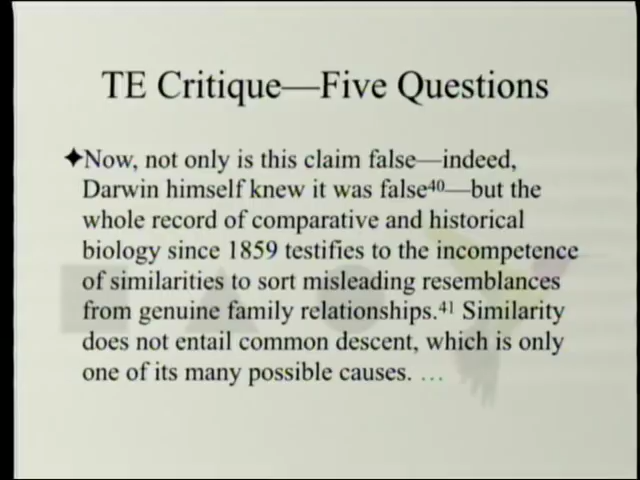 TE Critique—Five Questions
✦Now, not only is this claim false—indeed,
Darwin himself knew it was false⁴⁰—but the
whole record of comparative and historical
biology since 1859 testifies to the incompetence
of similarities to sort misleading resemblances
from genuine family relationships.⁴¹ Similarity
does not entail common descent, which is only
one of its many possible causes. …